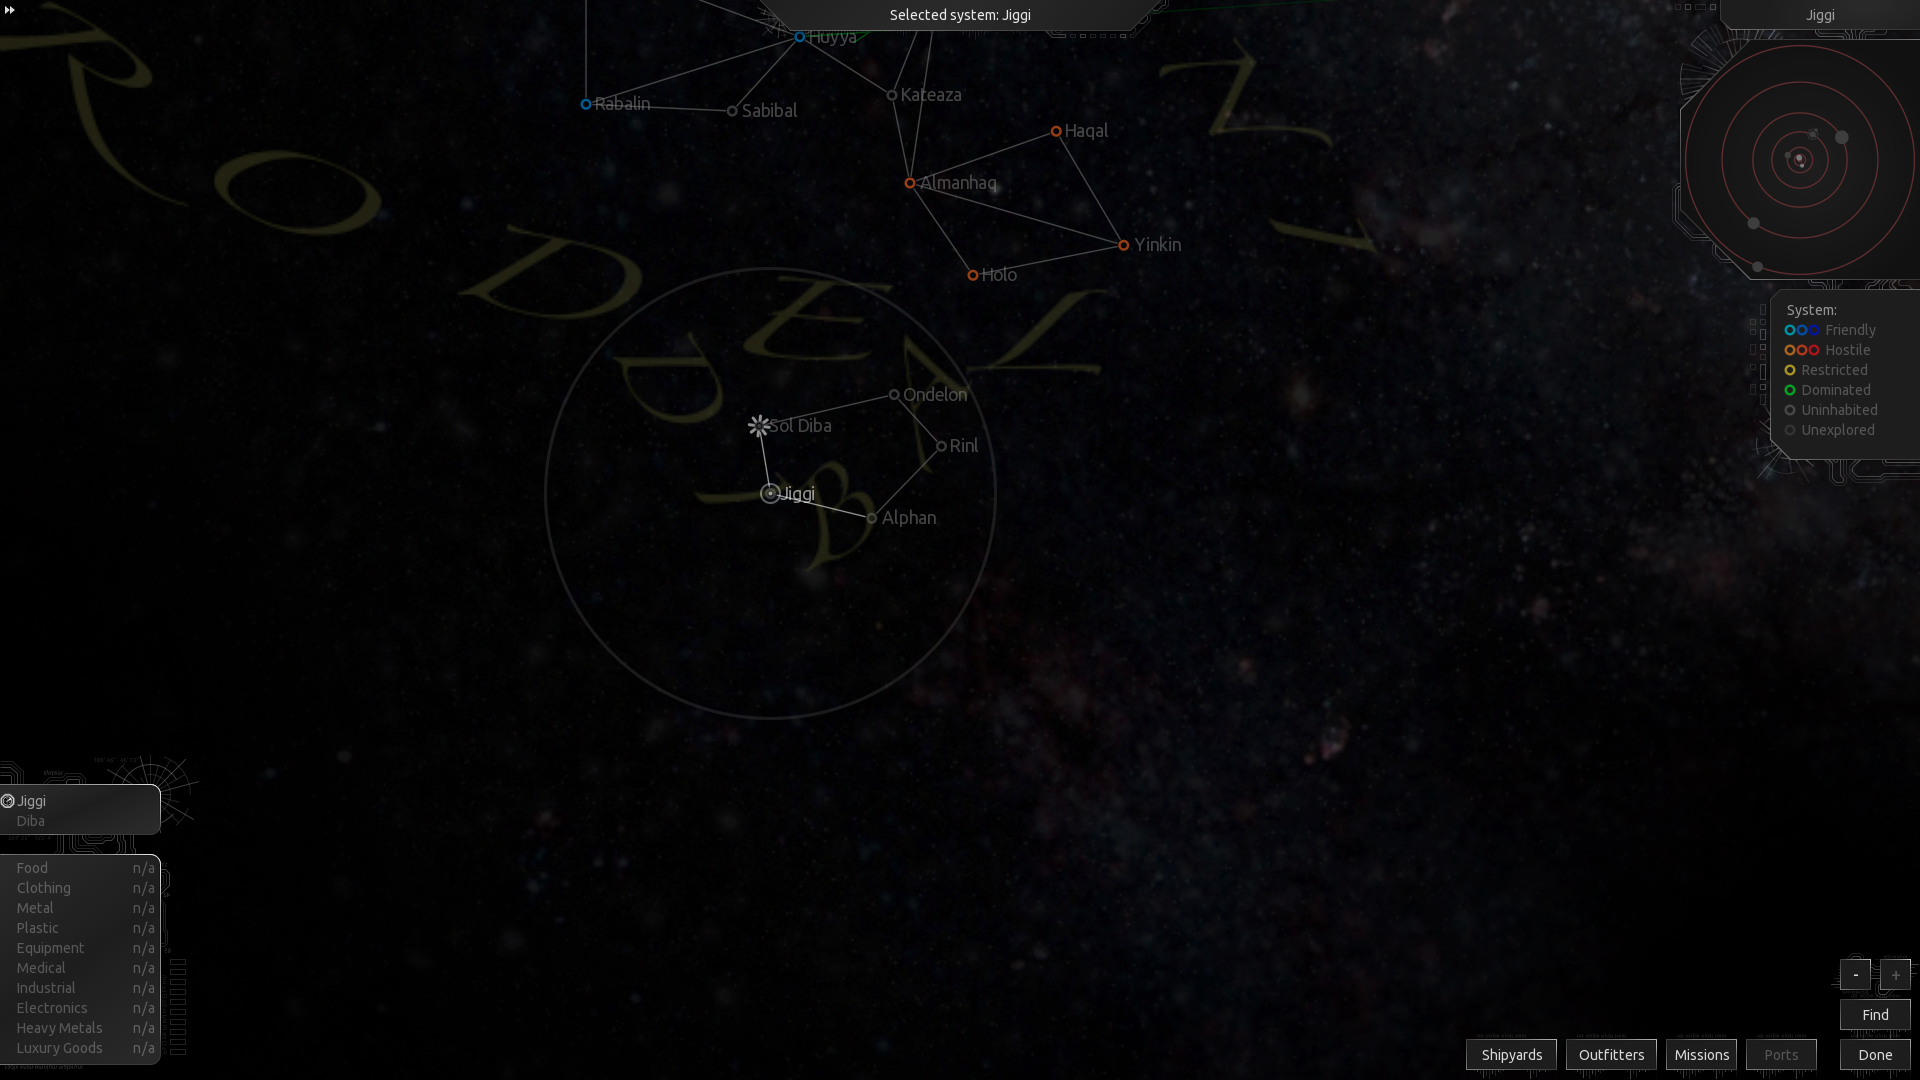 Selected system: Jiggi
Jiggi
Huyya
Kateaza
Rabalin
Sabibal
Haqal
Almanhaq
Yinkin
Holo
Ondelon
Sol Diba
Rinl
Jiggi
Alphan
System:
Friendly
Hostile
Restricted
Dominated
Uninhabited
Unexplored
Jiggi
Diba
Food n/a
Clothing n/a
Metal n/a
Plastic n/a
Equipment n/a
Medical n/a
Industrial n/a
Electronics n/a
Heavy Metals n/a
Luxury Goods n/a
- +
Find
Shipyards Outfitters Missions Ports Done